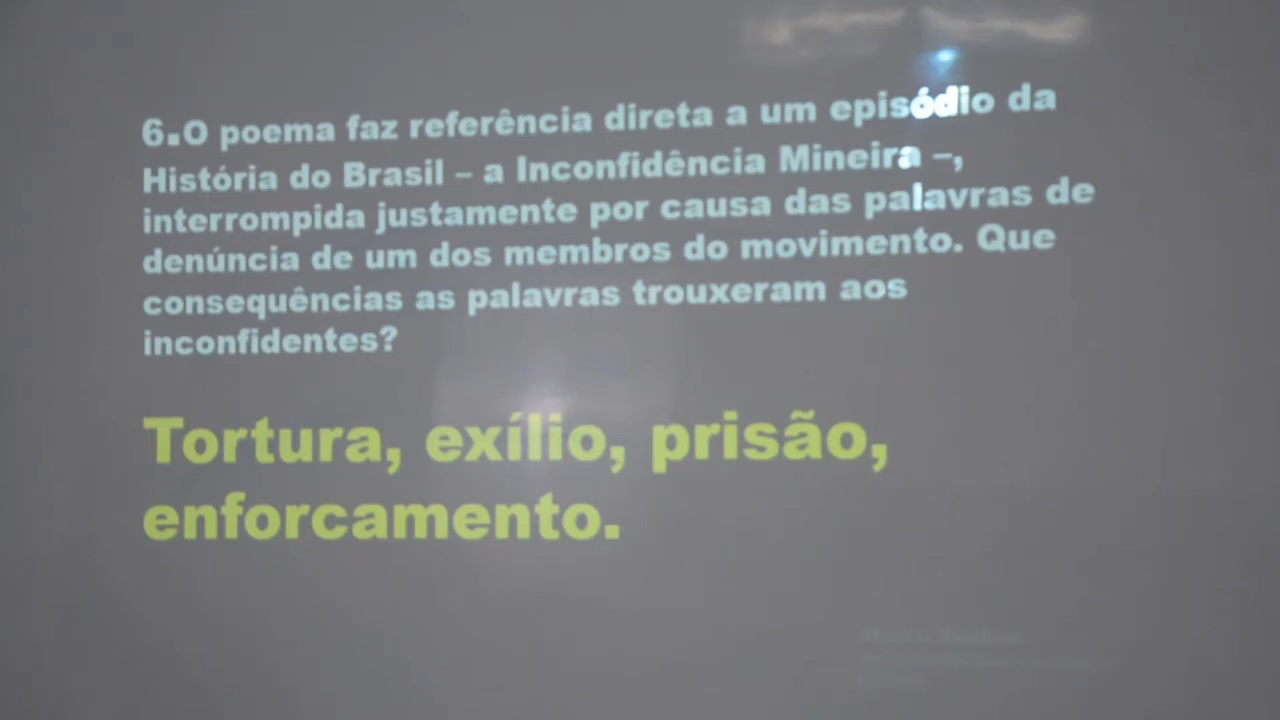 6.O poema faz referência direta a um episódio da
História do Brasil – a Inconfidência Mineira –,
interrompida justamente por causa das palavras de
denúncia de um dos membros do movimento. Que
consequências as palavras trouxeram aos
inconfidentes?
Tortura, exílio, prisão,
enforcamento.